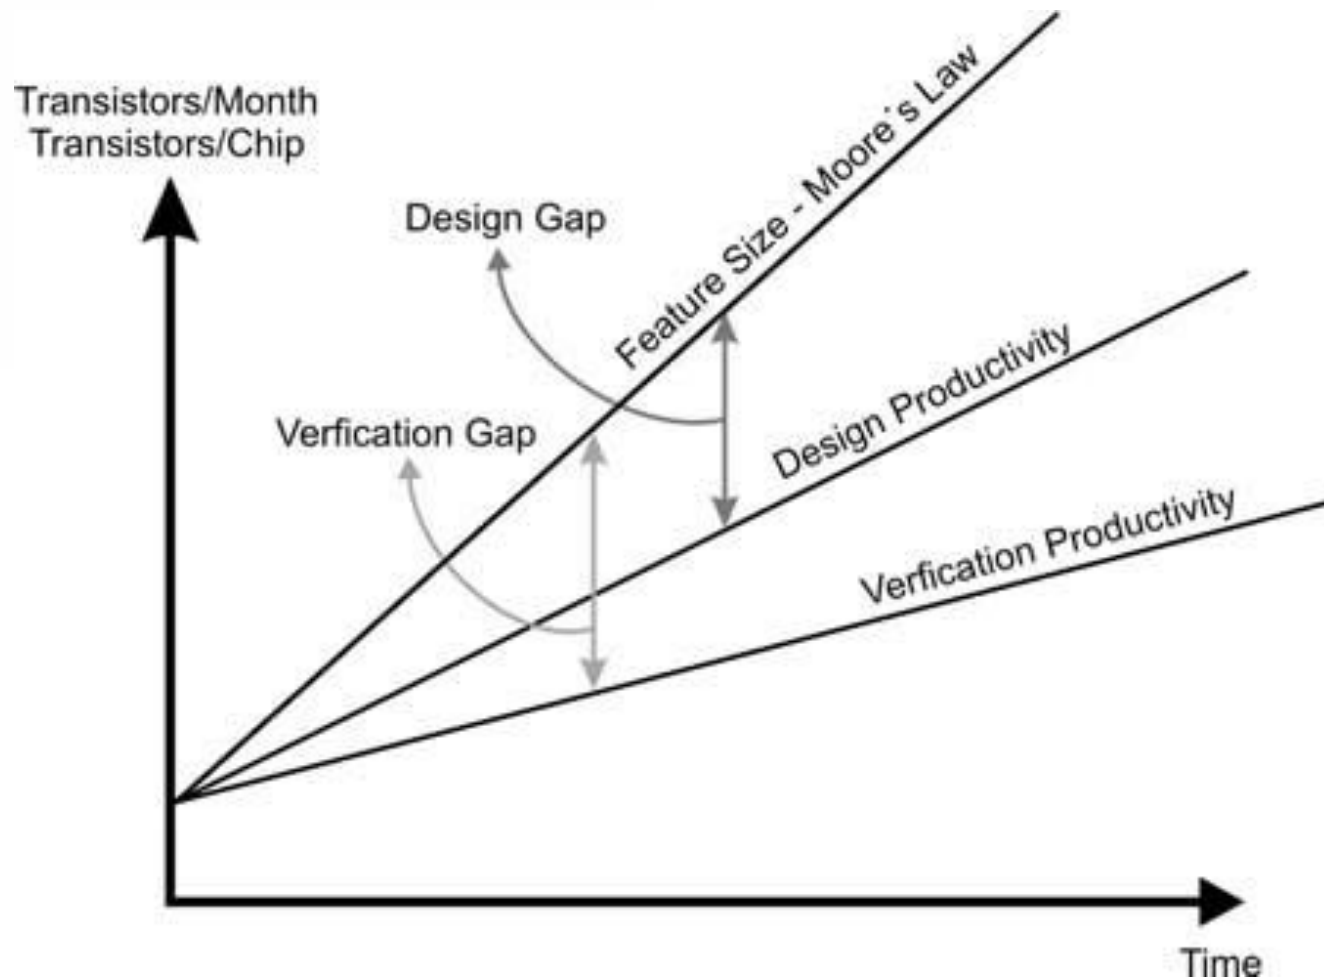 Transistors/Month
Transistors/Chip
Design Gap
Feature Size - Moore´s Law
Verfication Gap
Design Productivity
Verfication Productivity
Time